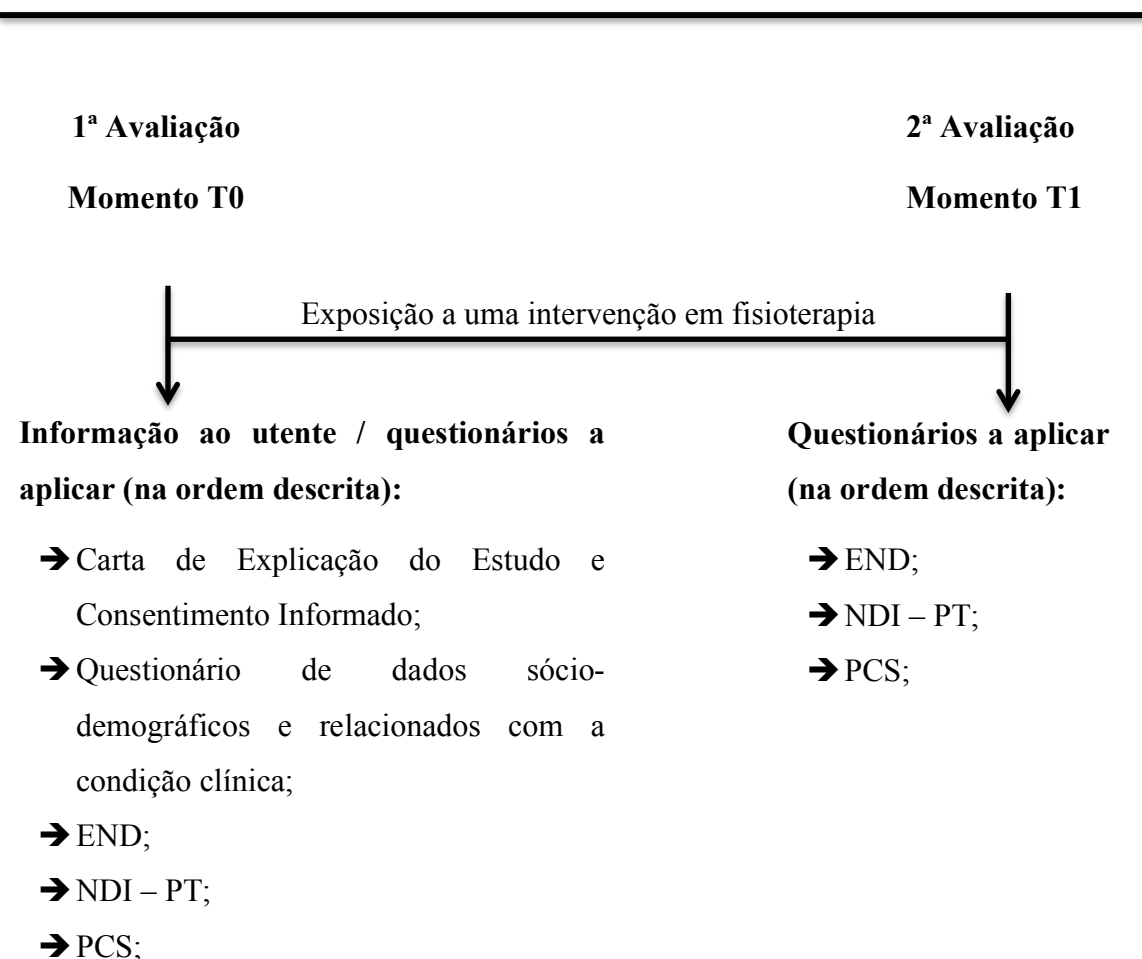 1ª Avaliação
Momento T0
2ª Avaliação
Momento T1
Exposição a uma intervenção em fisioterapia
Informação ao utente / questionários a
aplicar (na ordem descrita):
➔ Carta de Explicação do Estudo e
Consentimento Informado;
➔ Questionário de dados sócio-
demográficos e relacionados com a
condição clínica;
➔ END;
➔ NDI – PT;
➔ PCS;
Questionários a aplicar
(na ordem descrita):
➔ END;
➔ NDI – PT;
➔ PCS;